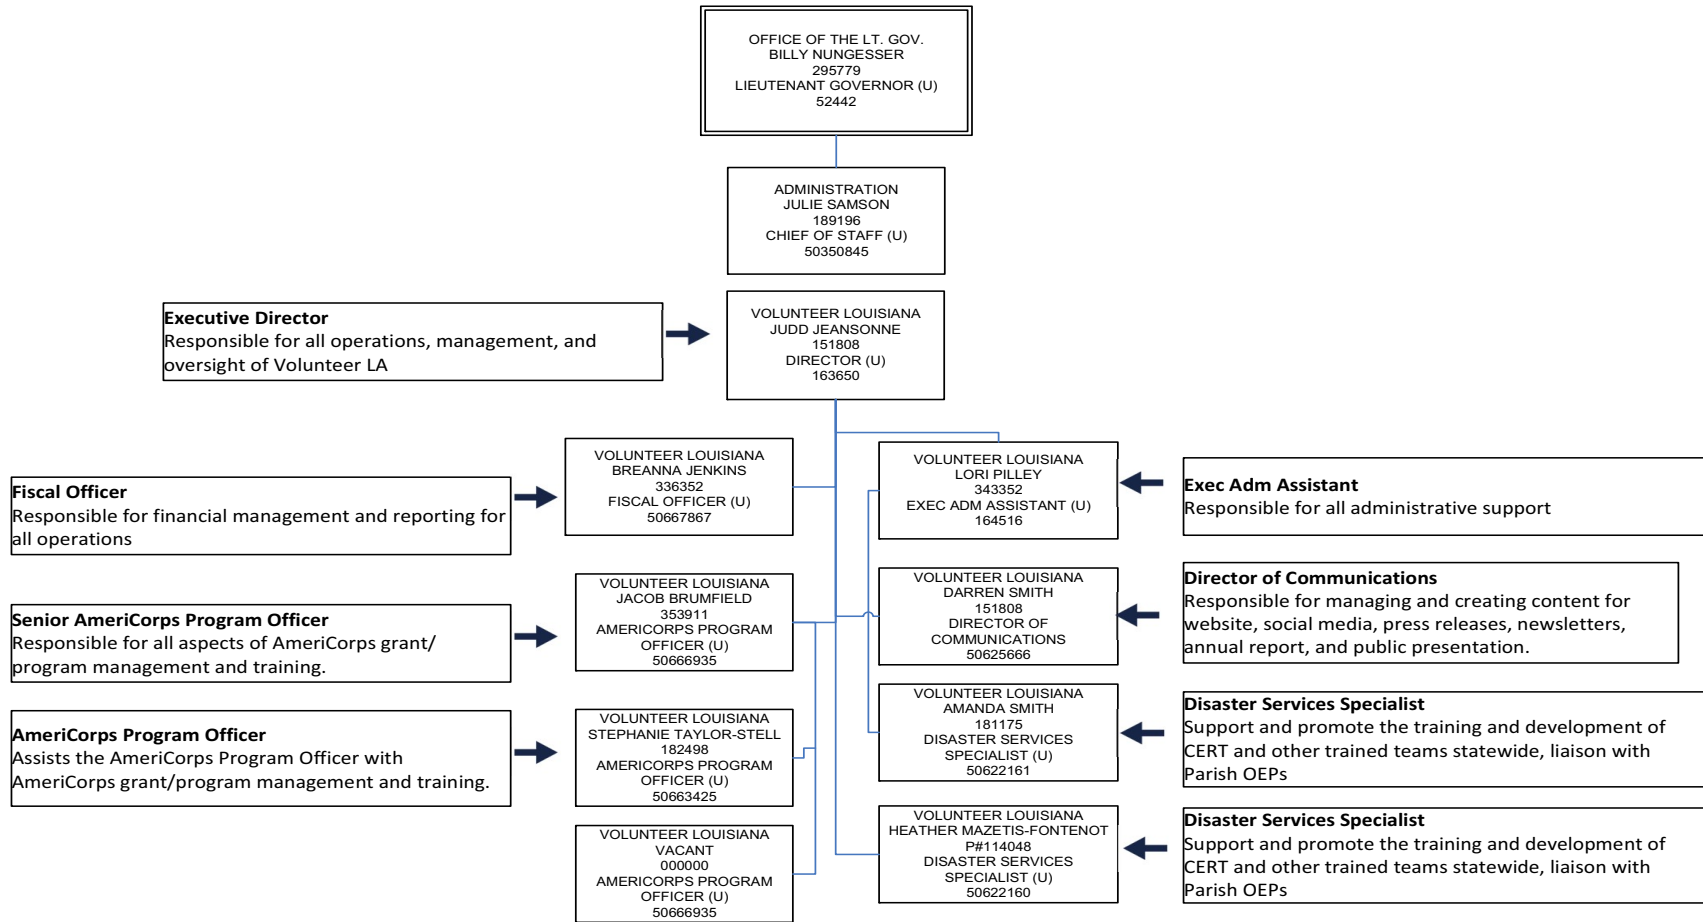 OFFICE OF THE LT. GOV.
BILLY NUNGESSER
295779
LIEUTENANT GOVERNOR (U)
52442
ADMINISTRATION
JULIE SAMSON
189196
CHIEF OF STAFF (U)
50350845
Executive Director
Responsible for all operations, management, and
oversight of Volunteer LA
VOLUNTEER LOUISIANA
JUDD JEANSONNE
151808
DIRECTOR (U)
163650
Fiscal Officer
Responsible for financial management and reporting for
all operations
VOLUNTEER LOUISIANA
BREANNA JENKINS
336352
FISCAL OFFICER (U)
50667867
VOLUNTEER LOUISIANA
LORI PILLEY
343352
EXEC ADM ASSISTANT (U)
164516
Exec Adm Assistant
Responsible for all administrative support
Senior AmeriCorps Program Officer
Responsible for all aspects of AmeriCorps grant/
program management and training.
VOLUNTEER LOUISIANA
JACOB BRUMFIELD
353911
AMERICORPS PROGRAM
OFFICER (U)
50666935
VOLUNTEER LOUISIANA
DARREN SMITH
151808
DIRECTOR OF
COMMUNICATIONS
50625666
Director of Communications
Responsible for managing and creating content for
website, social media, press releases, newsletters,
annual report, and public presentation.
AmeriCorps Program Officer
Assists the AmeriCorps Program Officer with
AmeriCorps grant/program management and training.
VOLUNTEER LOUISIANA
STEPHANIE TAYLOR-STELL
182498
AMERICORPS PROGRAM
OFFICER (U)
50663425
VOLUNTEER LOUISIANA
AMANDA SMITH
181175
DISASTER SERVICES
SPECIALIST (U)
50622161
Disaster Services Specialist
Support and promote the training and development of
CERT and other trained teams statewide, liaison with
Parish OEPs
VOLUNTEER LOUISIANA
VACANT
000000
AMERICORPS PROGRAM
OFFICER (U)
50666935
VOLUNTEER LOUISIANA
HEATHER MAZETIS-FONTENOT
P#114048
DISASTER SERVICES
SPECIALIST (U)
50622160
Disaster Services Specialist
Support and promote the training and development of
CERT and other trained teams statewide, liaison with
Parish OEPs